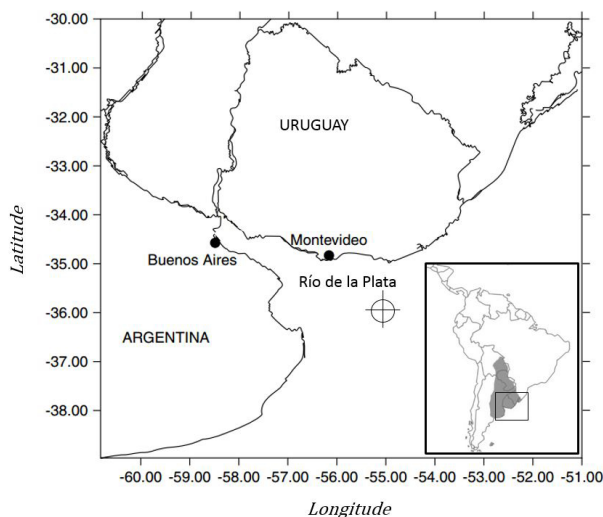 -30.00
-31.00
-32.00
URUGUAY
-33.00
-34.00
Montevideo
Buenos Aires
-35.00
Río de la Plata
-36.00
ARGENTINA
-37.00
-38.00
Latitude
-60.00 -59.00 -58.00 -57.00 -56.00 -55.00 -54.00 -53.00 -52.00 -51.00
Longitude